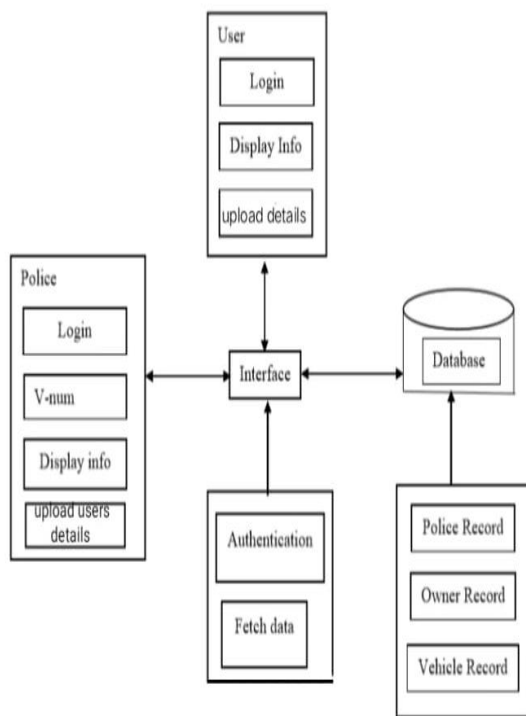 User
Login
Display Info
upload details
Police
Login
V-num
Display info
upload users
details
Interface
Database
Authentication
Fetch data
Police Record
Owner Record
Vehicle Record